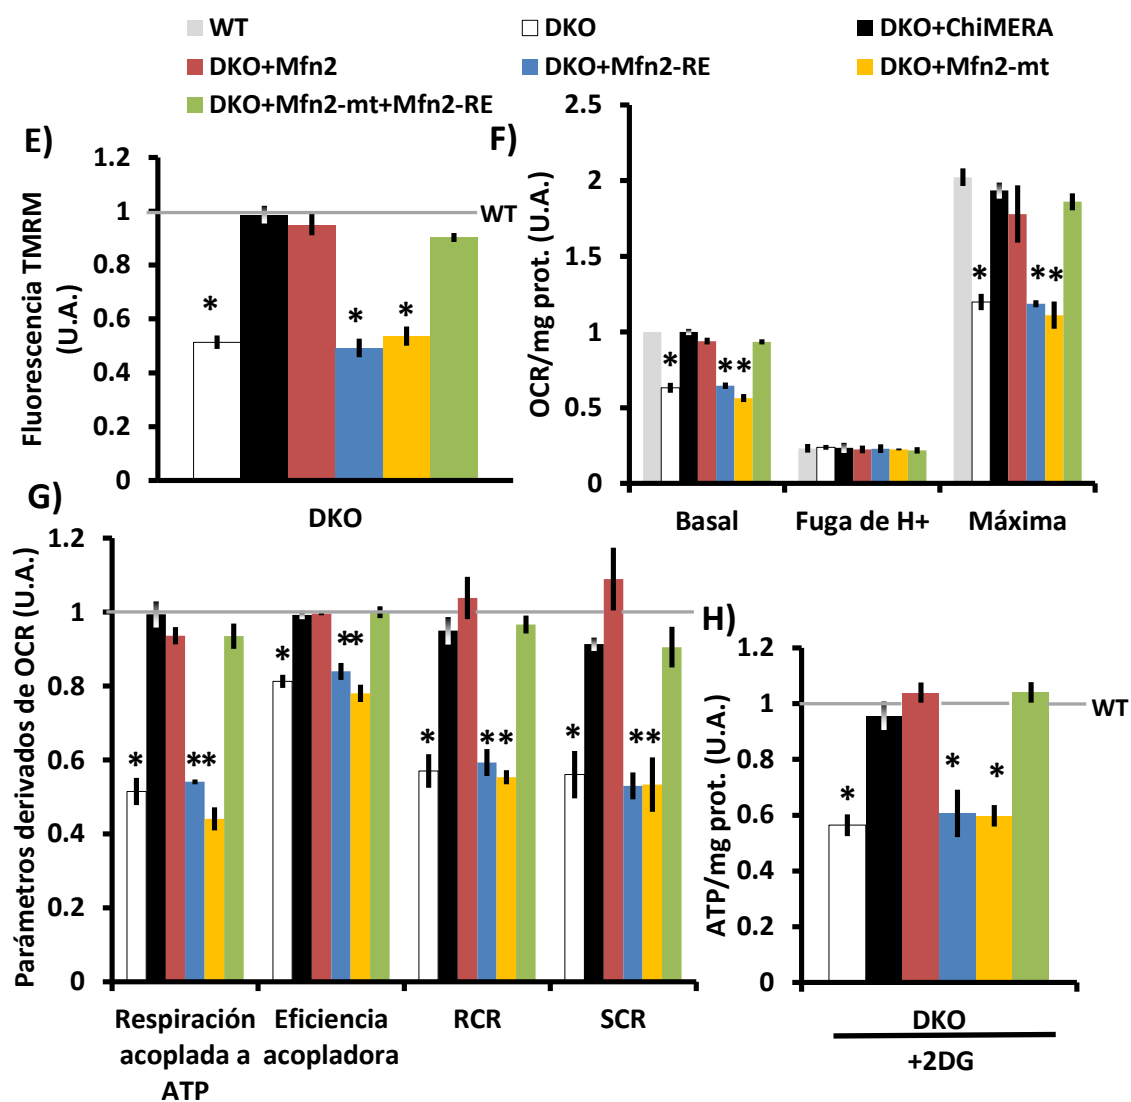 WT
DKO
DKO+ChiMERA
DKO+Mfn2
DKO+Mfn2-RE
DKO+Mfn2-mt
DKO+Mfn2-mt+Mfn2-RE
E)
Fluorescencia TMRM
(U.A.)
1.2
1
0.8
0.6
0.4
0.2
0
WT
*
*
*
DKO
F)
OCR/mg prot. (U.A.)
2.5
2
1.5
1
0.5
0
*
**
*
**
Basal
Fuga de H+
Máxima
G)
Parámetros derivados de OCR (U.A.)
1.2
1
0.8
0.6
0.4
0.2
0
*
**
*
**
*
**
*
**
Respiración
acoplada a
ATP
Eficiencia
acopladora
RCR
SCR
H)
ATP/mg prot. (U.A.)
1.2
1
0.8
0.6
0.4
0.2
0
WT
*
*
*
DKO
+2DG